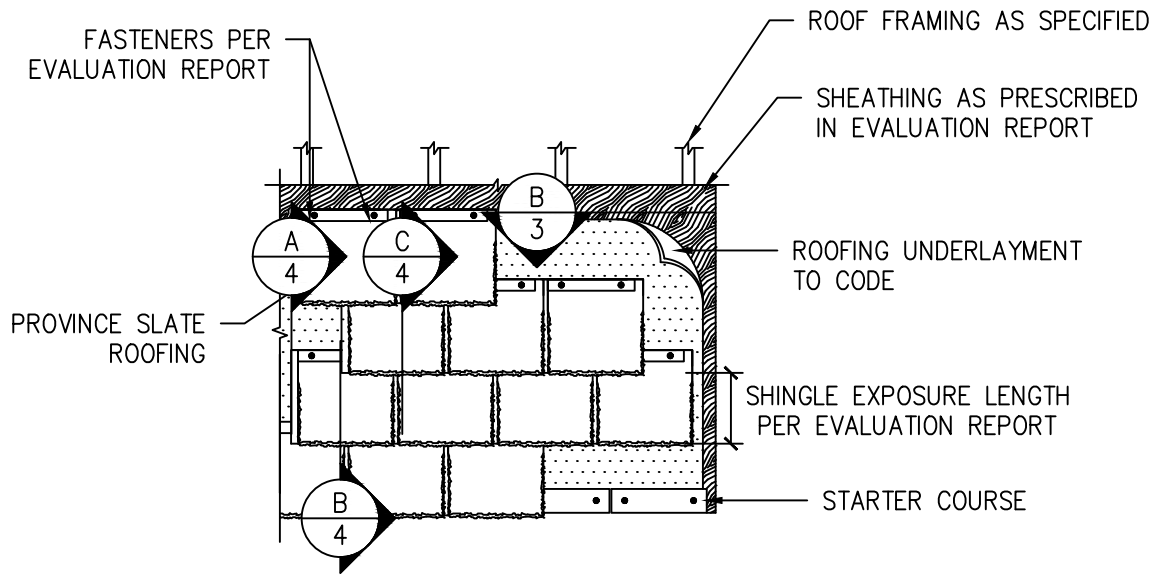 ROOF FRAMING AS SPECIFIED
FASTENERS PER
EVALUATION REPORT
SHEATHING AS PRESCRIBED
IN EVALUATION REPORT
B
3
A
4
C
4
ROOFING UNDERLAYMENT
TO CODE
PROVINCE SLATE
ROOFING
SHINGLE EXPOSURE LENGTH
PER EVALUATION REPORT
B
4
STARTER COURSE